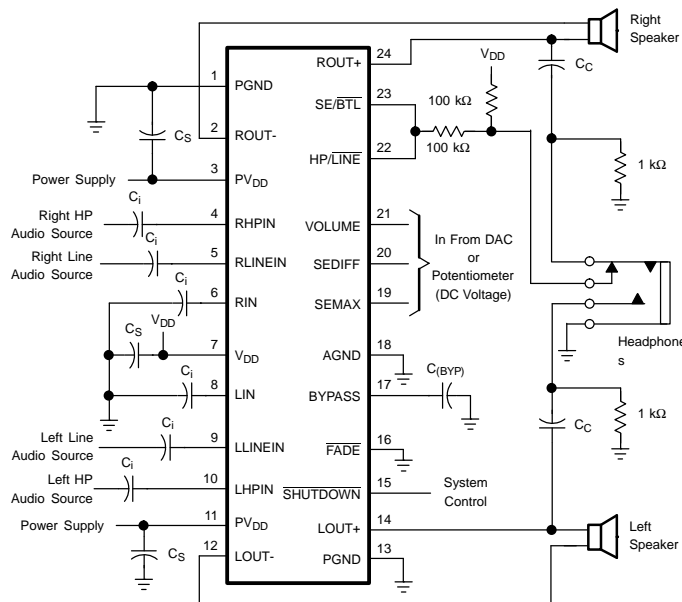 Right
Speaker
ROUT+
24
CC
VDD
1
PGND
SE/BTL
23
100 kΩ
CS
2
ROUT-
100 kΩ
1 kΩ
HP/LINE
22
Power Supply
3
PVDD
Ci
Right HP
Audio Source
4
RHPIN
VOLUME
21
In From DAC
or
Potentiometer
(DC Voltage)
Ci
Right Line
Audio Source
5
RLINEIN
SEDIFF
20
Ci
6
RIN
SEMAX
19
VDD
CS
7
VDD
AGND
18
Headphone
s
Ci
8
LIN
BYPASS
17
C(BYP)
1 kΩ
CC
Left Line
Audio Source
Ci
9
LLINEIN
FADE
16
Left HP
Audio Source
Ci
10
LHPIN
SHUTDOWN
15
System
Control
Power Supply
11
PVDD
LOUT+
14
Left
Speaker
CS
12
LOUT-
PGND
13